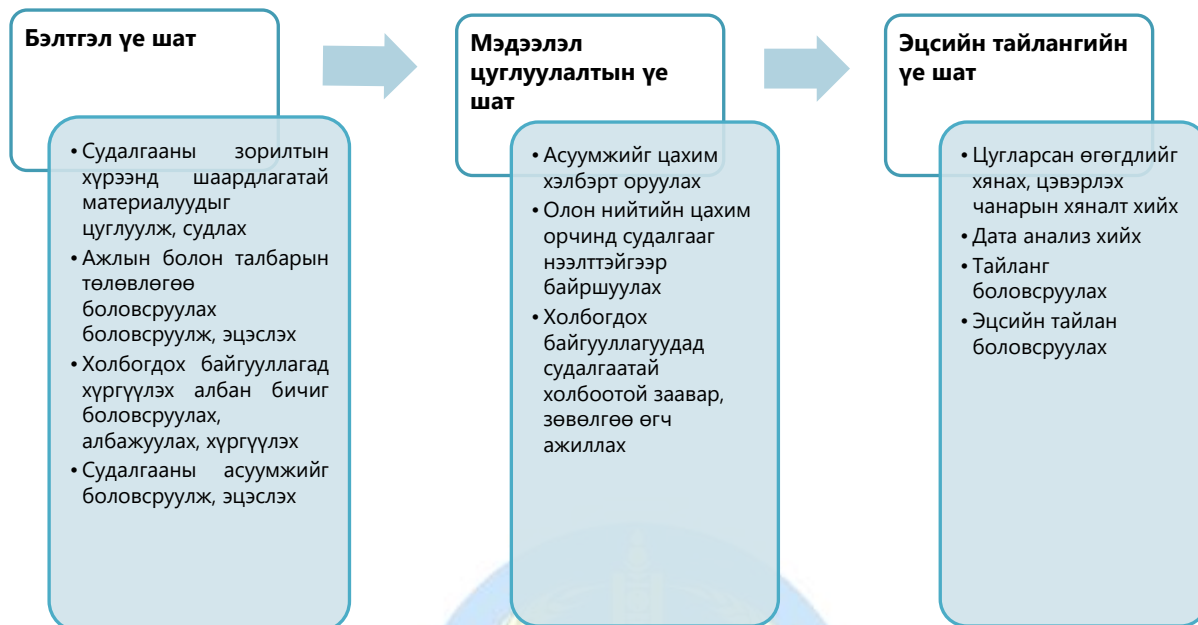 Бэлтгэл үе шат
• Судалгааны зорилтын
хүрээнд шаардлагатай
материалуудыг
цуглуулж, судлах
• Ажлын болон талбарын
төлөвлөгөө
боловсруулах
боловсруулж, эцэслэх
• Холбогдох байгууллагад
хүргүүлэх албан бичиг
боловсруулах,
албажуулах, хүргүүлэх
• Судалгааны асуумжийг
боловсруулж, эцэслэх
Мэдээлэл
цуглуулалтын үе
шат
• Асуумжийг цахим
хэлбэрт оруулах
• Олон нийтийн цахим
орчинд судалгааг
нээлттэйгээр
байршуулах
• Холбогдох
байгууллагуудад
судалгаатай
холбоотой заавар,
зөвөлгөө өгч
ажиллах
Эцсийн тайлангийн
үе шат
• Цугларсан өгөгдлийг
хянах, цэвэрлэх
чанарын хяналт хийх
• Дата анализ хийх
• Тайланг
боловсруулах
• Эцсийн тайлан
боловсруулах